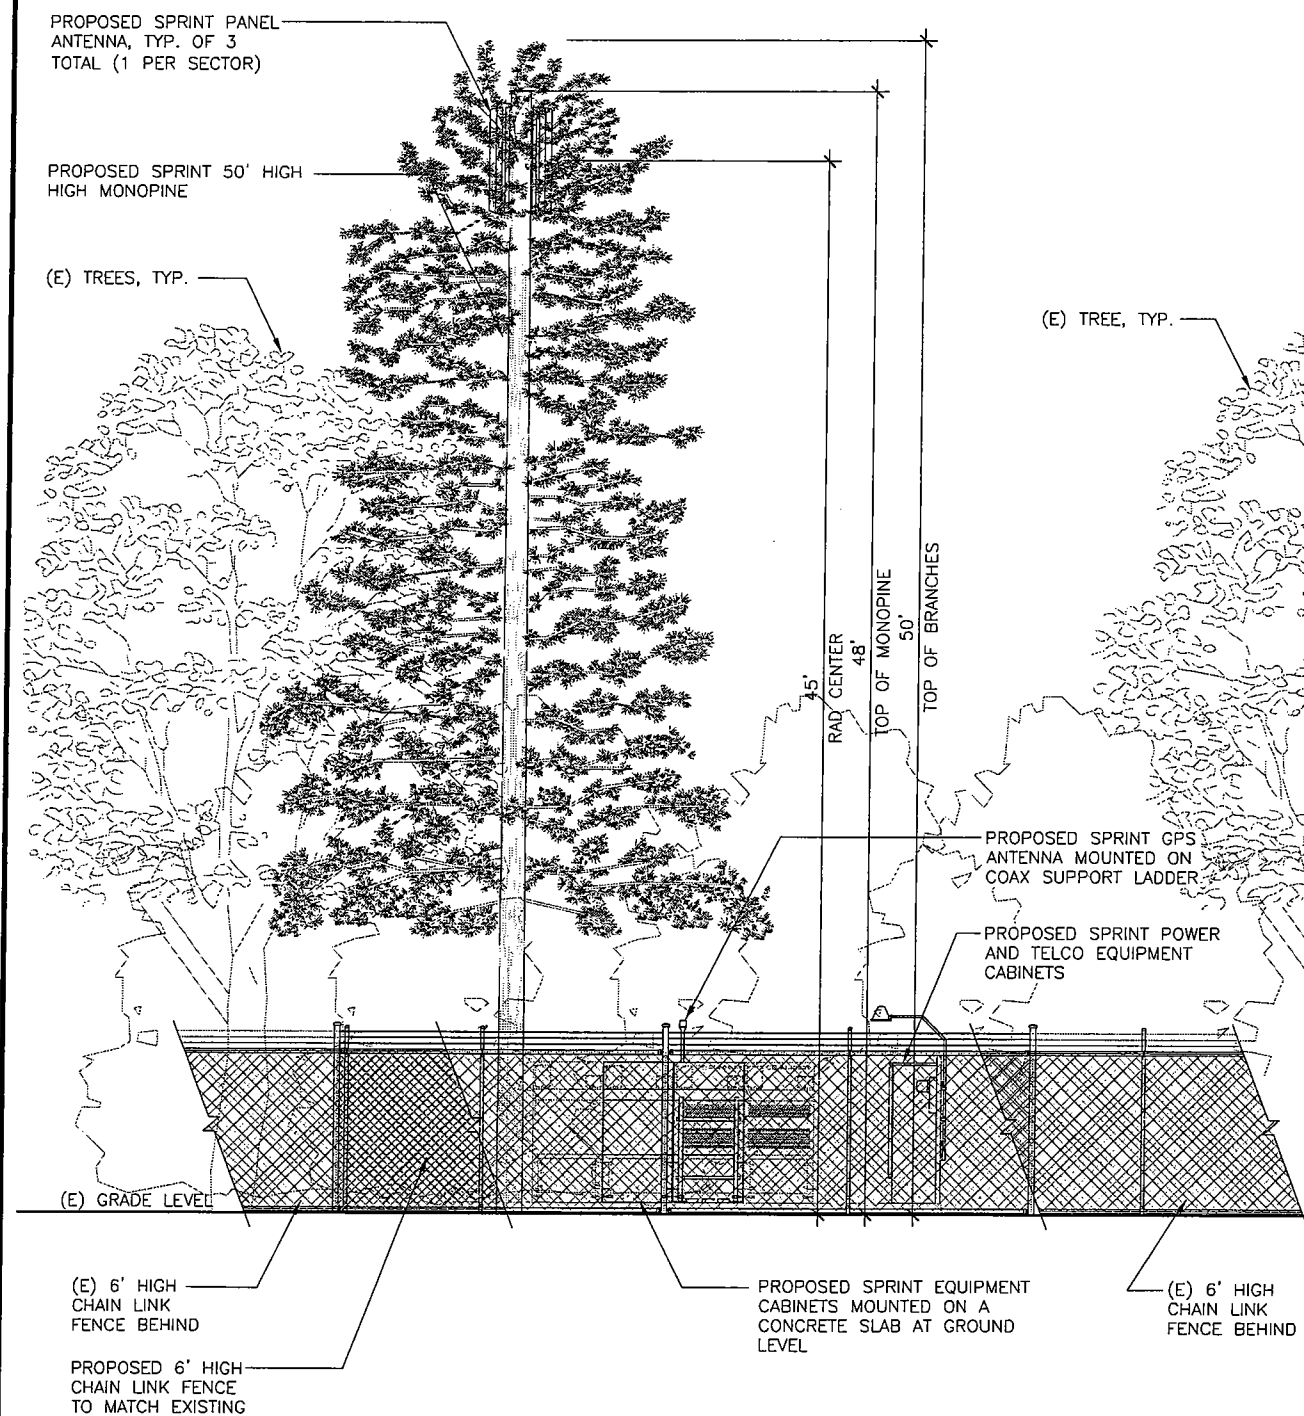 PROPOSED SPRINT PANEL
ANTENNA, TYP. OF 3
TOTAL (1 PER SECTOR)
PROPOSED SPRINT 50' HIGH
HIGH MONOPINE
(E) TREES, TYP.
(E) TREE, TYP.
45'
RAD CENTER
48'
TOP OF MONOPINE
50'
TOP OF BRANCHES
PROPOSED SPRINT GPS
ANTENNA MOUNTED ON
COAX SUPPORT LADDER
PROPOSED SPRINT POWER
AND TELCO EQUIPMENT
CABINETS
(E) GRADE LEVEL
(E) 6' HIGH
CHAIN LINK
FENCE BEHIND
PROPOSED 6' HIGH
CHAIN LINK FENCE
TO MATCH EXISTING
PROPOSED SPRINT EQUIPMENT
CABINETS MOUNTED ON A
CONCRETE SLAB AT GROUND
LEVEL
(E) 6' HIGH
CHAIN LINK
FENCE BEHIND